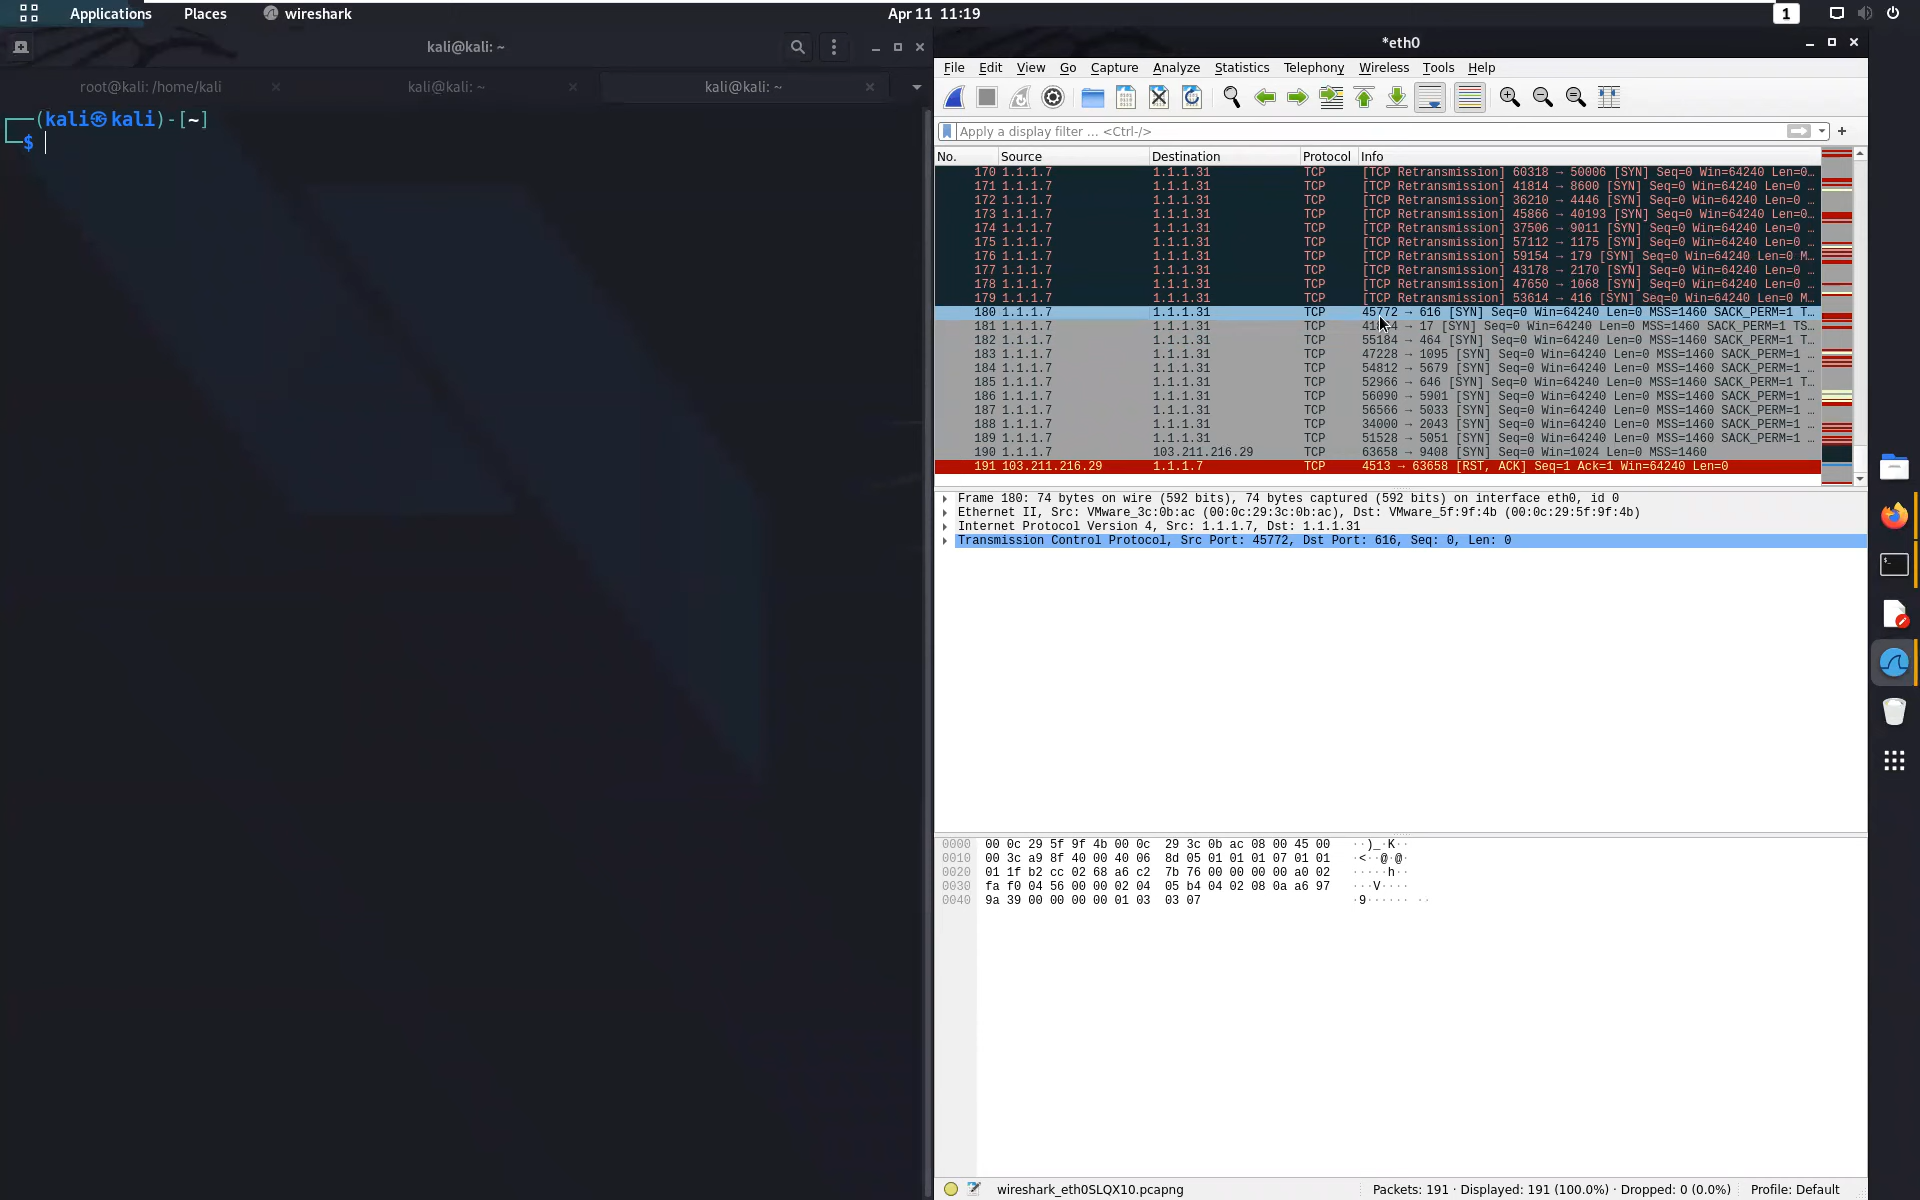 Applications Places wireshark Apr 11 11:19 1
kali@kali: ~
root@kali: /home/kali kali@kali: ~ kali@kali: ~
(kali㉿kali)-[~]
$
*eth0
File Edit View Go Capture Analyze Statistics Telephony Wireless Tools Help
Apply a display filter ... <Ctrl-/>
No. Source Destination Protocol Info
170 1.1.1.7 1.1.1.31 TCP [TCP Retransmission] 60318 → 50006 [SYN] Seq=0 Win=64240 Len=0…
171 1.1.1.7 1.1.1.31 TCP [TCP Retransmission] 41814 → 8600 [SYN] Seq=0 Win=64240 Len=0 …
172 1.1.1.7 1.1.1.31 TCP [TCP Retransmission] 36210 → 4446 [SYN] Seq=0 Win=64240 Len=0 …
173 1.1.1.7 1.1.1.31 TCP [TCP Retransmission] 45866 → 40193 [SYN] Seq=0 Win=64240 Len=0…
174 1.1.1.7 1.1.1.31 TCP [TCP Retransmission] 37506 → 9011 [SYN] Seq=0 Win=64240 Len=0 …
175 1.1.1.7 1.1.1.31 TCP [TCP Retransmission] 57112 → 1175 [SYN] Seq=0 Win=64240 Len=0 …
176 1.1.1.7 1.1.1.31 TCP [TCP Retransmission] 59154 → 179 [SYN] Seq=0 Win=64240 Len=0 M…
177 1.1.1.7 1.1.1.31 TCP [TCP Retransmission] 43178 → 2170 [SYN] Seq=0 Win=64240 Len=0 …
178 1.1.1.7 1.1.1.31 TCP [TCP Retransmission] 47650 → 1068 [SYN] Seq=0 Win=64240 Len=0 …
179 1.1.1.7 1.1.1.31 TCP [TCP Retransmission] 53614 → 416 [SYN] Seq=0 Win=64240 Len=0 M…
180 1.1.1.7 1.1.1.31 TCP 45772 → 616 [SYN] Seq=0 Win=64240 Len=0 MSS=1460 SACK_PERM=1 T…
181 1.1.1.7 1.1.1.31 TCP → 17 [SYN] Seq=0 Win=64240 Len=0 MSS=1460 SACK_PERM=1 TS…
182 1.1.1.7 1.1.1.31 TCP 55184 → 464 [SYN] Seq=0 Win=64240 Len=0 MSS=1460 SACK_PERM=1 T…
183 1.1.1.7 1.1.1.31 TCP 47228 → 1095 [SYN] Seq=0 Win=64240 Len=0 MSS=1460 SACK_PERM=1 …
184 1.1.1.7 1.1.1.31 TCP 54812 → 5679 [SYN] Seq=0 Win=64240 Len=0 MSS=1460 SACK_PERM=1 …
185 1.1.1.7 1.1.1.31 TCP 52966 → 646 [SYN] Seq=0 Win=64240 Len=0 MSS=1460 SACK_PERM=1 T…
186 1.1.1.7 1.1.1.31 TCP 56090 → 5901 [SYN] Seq=0 Win=64240 Len=0 MSS=1460 SACK_PERM=1 …
187 1.1.1.7 1.1.1.31 TCP 56566 → 5033 [SYN] Seq=0 Win=64240 Len=0 MSS=1460 SACK_PERM=1 …
188 1.1.1.7 1.1.1.31 TCP 34000 → 2043 [SYN] Seq=0 Win=64240 Len=0 MSS=1460 SACK_PERM=1 …
189 1.1.1.7 1.1.1.31 TCP 51528 → 5051 [SYN] Seq=0 Win=64240 Len=0 MSS=1460 SACK_PERM=1 …
190 1.1.1.7 103.211.216.29 TCP 63658 → 9408 [SYN] Seq=0 Win=1024 Len=0 MSS=1460
191 103.211.216.29 1.1.1.7 TCP 4513 → 63658 [RST, ACK] Seq=1 Ack=1 Win=64240 Len=0
Frame 180: 74 bytes on wire (592 bits), 74 bytes captured (592 bits) on interface eth0, id 0
Ethernet II, Src: VMware_3c:0b:ac (00:0c:29:3c:0b:ac), Dst: VMware_5f:9f:4b (00:0c:29:5f:9f:4b)
Internet Protocol Version 4, Src: 1.1.1.7, Dst: 1.1.1.31
Transmission Control Protocol, Src Port: 45772, Dst Port: 616, Seq: 0, Len: 0
0000 00 0c 29 5f 9f 4b 00 0c 29 3c 0b ac 08 00 45 00 ··)_·K··
0010 00 3c a9 8f 40 00 40 06 8d 05 01 01 01 07 01 01 ·<··@·@·
0020 01 1f b2 cc 02 68 a6 c2 7b 76 00 00 00 00 a0 02 ·····h··
0030 fa f0 04 56 00 00 02 04 05 b4 04 02 08 0a a6 97 ···V····
0040 9a 39 00 00 00 00 01 03 03 07 ·9······ ··
wireshark_eth0SLQX10.pcapng Packets: 191 · Displayed: 191 (100.0%) · Dropped: 0 (0.0%) Profile: Default